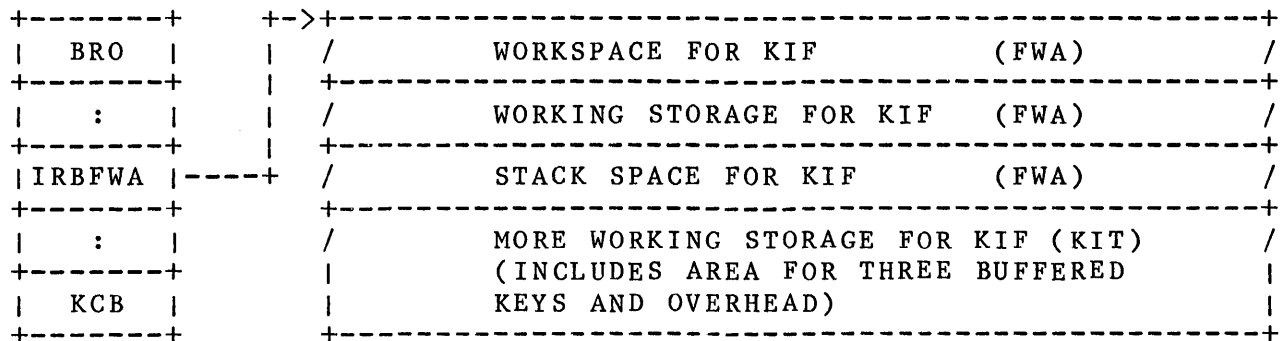 BRO
:
IRBFWA
:
KCB
WORKSPACE FOR KIF (FWA)
WORKING STORAGE FOR KIF (FWA)
STACK SPACE FOR KIF (FWA)
MORE WORKING STORAGE FOR KIF (KIT)
(INCLUDES AREA FOR THREE BUFFERED
KEYS AND OVERHEAD)